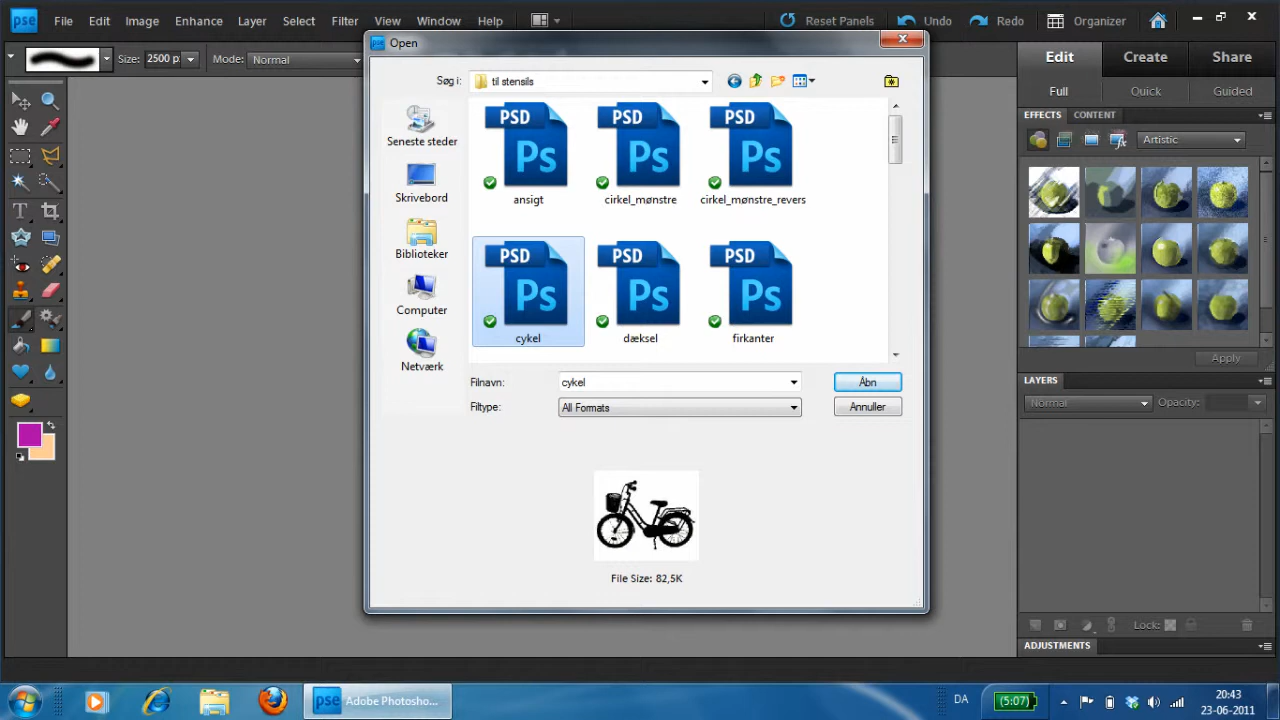 pse File Edit Image Enhance Layer Select Filter View Window Help Reset Panels Undo Redo Organizer
Size: 2500 p Mode: Normal
Open
Edit Create Share
Full Quick Guided
Søg i: til stensils
EFFECTS CONTENT
Artistic
Seneste steder
Skrivebord
Biblioteker
Computer
Netværk
PSD Ps PSD Ps PSD Ps
ansigt cirkel_mønstre cirkel_mønstre_revers
PSD Ps PSD Ps PSD Ps
cykel dæksel firkanter
Apply
Filnavn: cykel Åbn
Filtype: All Formats Annuller
LAYERS
Normal Opacity:
File Size: 82,5K
Lock:
ADJUSTMENTS
pse Adobe Photosho... DA (5:07) 20:43
23-06-2011